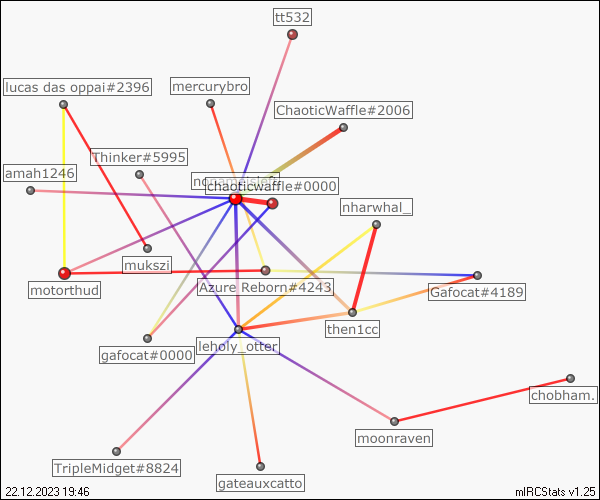 tt532
lucas das oppai#2396
mercurybro
ChaoticWaffle#2006
Thinker#5995
amah1246
chaoticwaffle#0000
nharwhal_
mukszi
motorthud
Azure Reborn#4243
Gafocat#4189
then1cc
gafocat#0000
leholy_otter
chobham.
moonraven
TripleMidget#8824
gateauxcatto
22.12.2023 19:46
mIRCStats v1.25